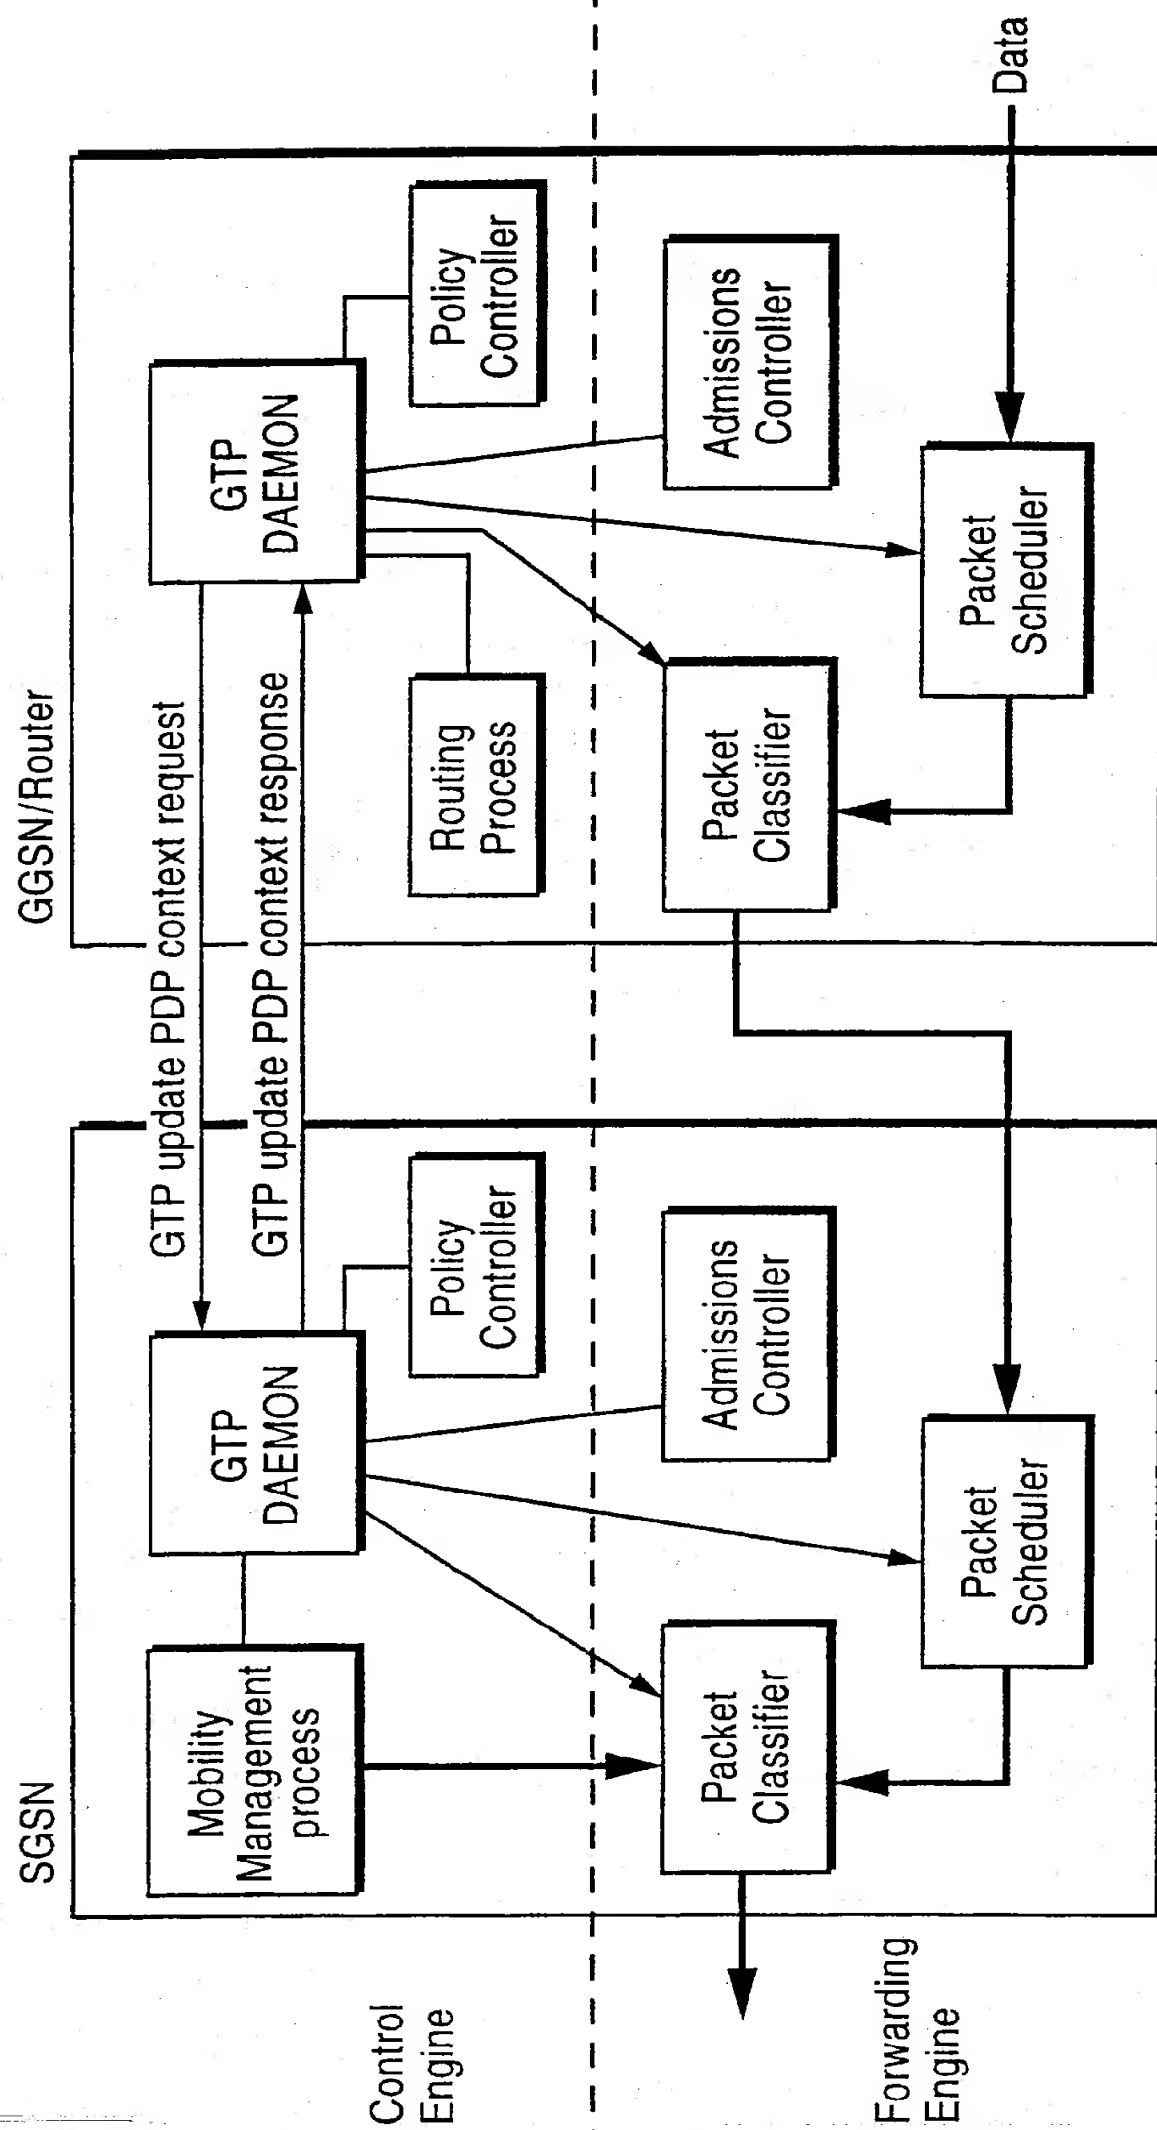 SGSN
GGSN/Router
GTP update PDP context request
GTP update PDP context response
Mobility
Management
process
GTP
DAEMON
Policy
Controller
GTP
DAEMON
Policy
Controller
Routing
Process
Control
Engine
Forwarding
Engine
Packet
Classifier
Admissions
Controller
Packet
Scheduler
Packet
Classifier
Admissions
Controller
Packet
Scheduler
Data